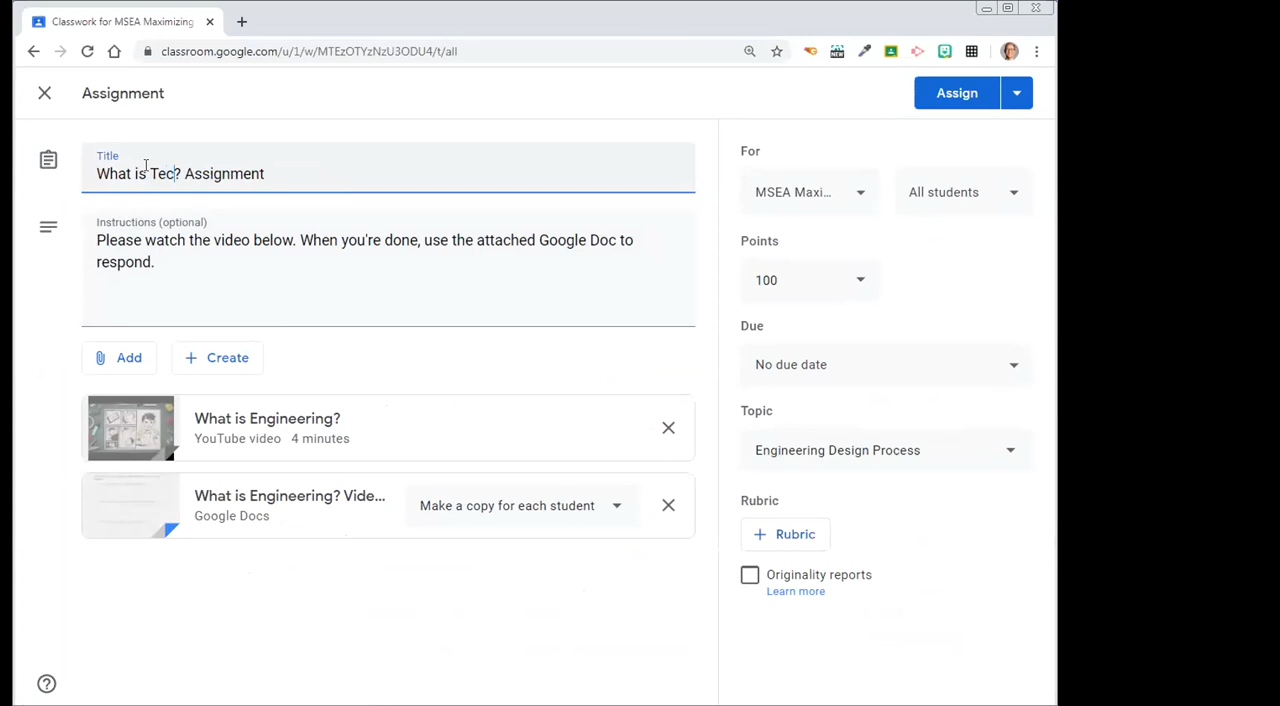 Classwork for MSEA Maximizing
classroom.google.com/u/1/w/MTEzOTYzNzU3ODU4/t/all
NEW
Assignment
Assign
Title
What is Tec? Assignment
Instructions (optional)
Please watch the video below. When you're done, use the attached Google Doc to
respond.
Add
Create
What is Engineering?
YouTube video 4 minutes
What is Engineering? Vide...
Google Docs
Make a copy for each student
For
MSEA Maxi...
All students
Points
100
Due
No due date
Topic
Engineering Design Process
Rubric
Rubric
Originality reports
Learn more